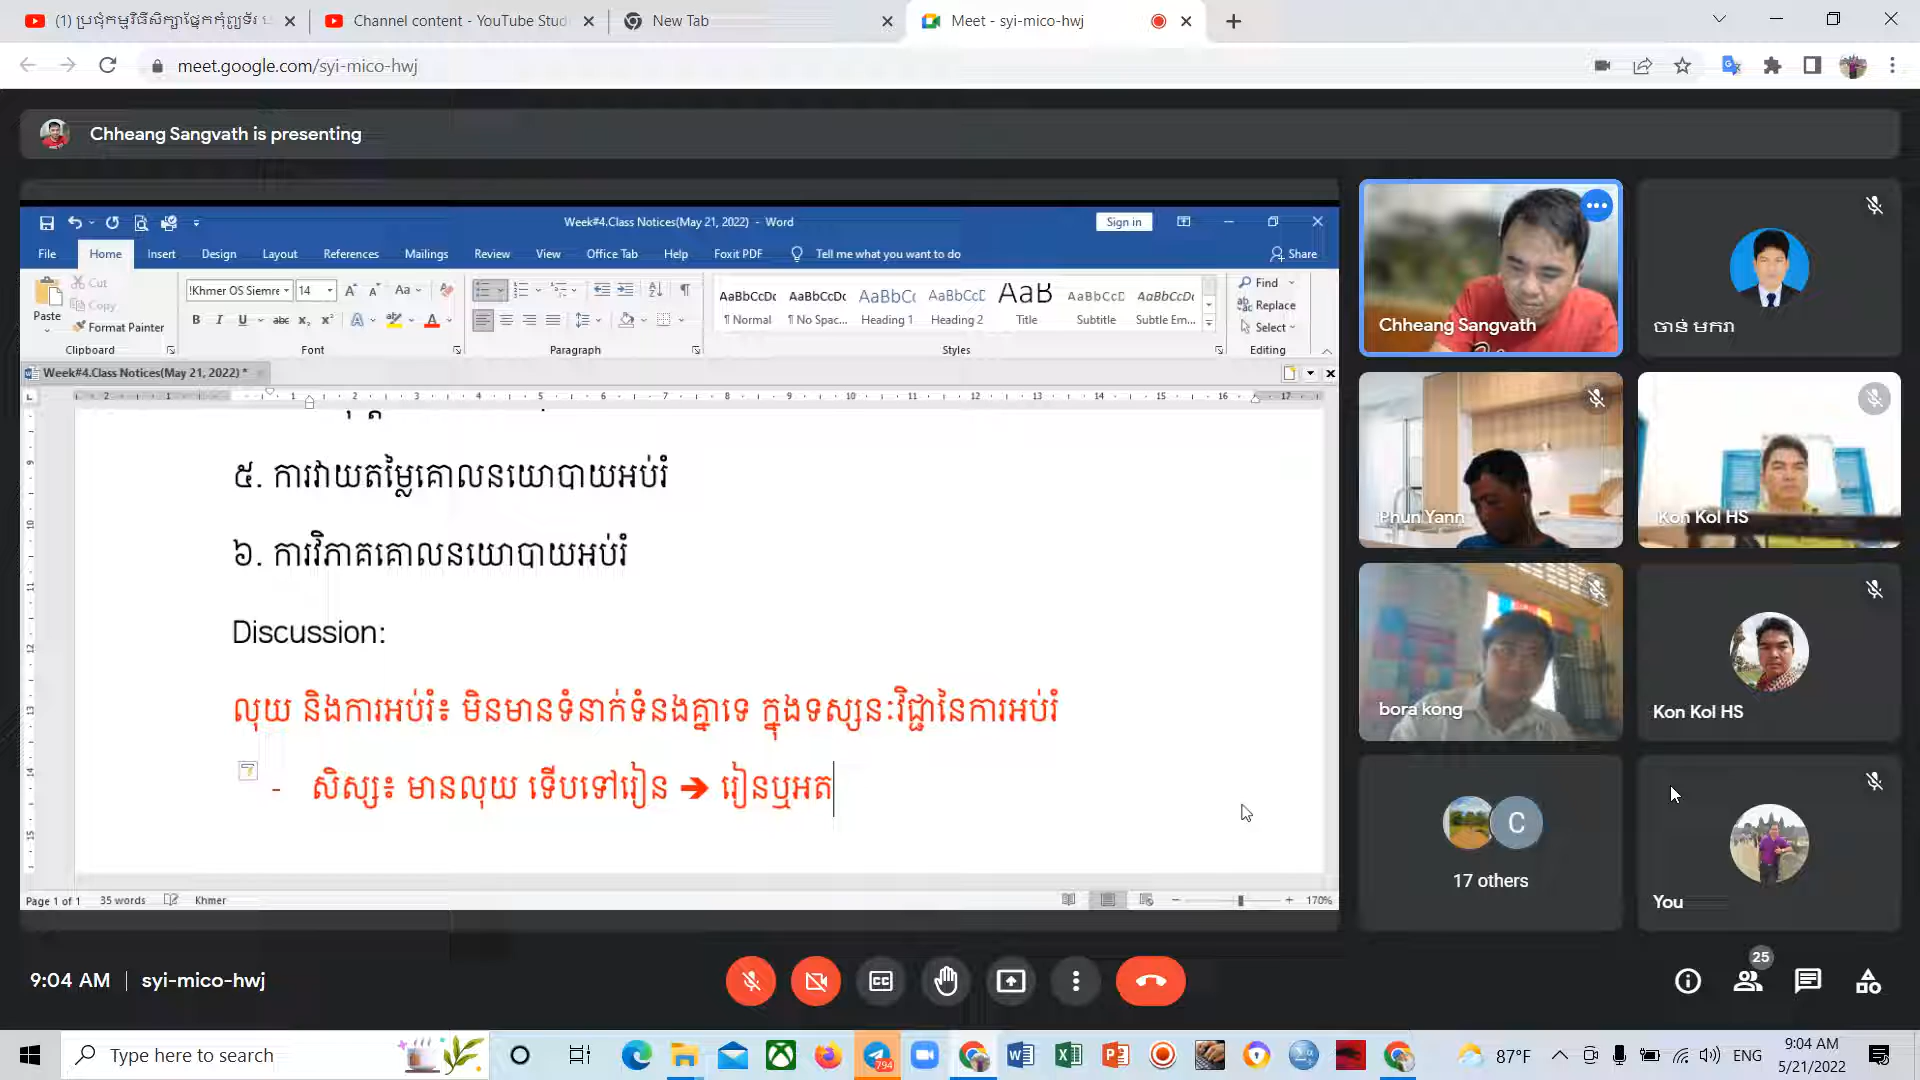 (1) ប្រជុំកម្មវិធីសិក្សាផ្នែកកុំព្យូទ័រ
Channel content - YouTube Stud
New Tab
Meet - syi-mico-hwj
meet.google.com/syi-mico-hwj
Chheang Sangvath is presenting
Week#4.Class Notices(May 21, 2022) - Word
Sign in
File Home Insert Design Layout References Mailings Review View Office Tab Help Foxit PDF Tell me what you want to do Share
Paste Cut Copy Format Painter
!Khmer OS Siemre 14
AaBbCcDc AaBbCcDc AaBbCc AaBbCcD AaB AaBbCcD AaBbCcDc
¶ Normal ¶ No Spac... Heading 1 Heading 2 Title Subtitle Subtle Em...
Find Replace Select
Clipboard Font Paragraph Styles Editing
Week#4.Class Notices(May 21, 2022) *
៥. ការវាយតម្លៃគោលនយោបាយអប់រំ
៦. ការវិភាគគោលនយោបាយអប់រំ
Discussion:
លុយ និងការអប់រំ៖ មិនមានទំនាក់ទំនងគ្នាទេ ក្នុងទស្សនៈវិជ្ជានៃការអប់រំ
- សិស្ស៖ មានលុយ ទើបទៅរៀន ➔ រៀនឬអត
Page 1 of 1 35 words Khmer
170%
Chheang Sangvath
ចាន់ មករា
Phun Yann
Kon Kol HS
bora kong
Kon Kol HS
C
17 others
You
9:04 AM | syi-mico-hwj
25
Type here to search
794
87°F
ENG
9:04 AM
5/21/2022